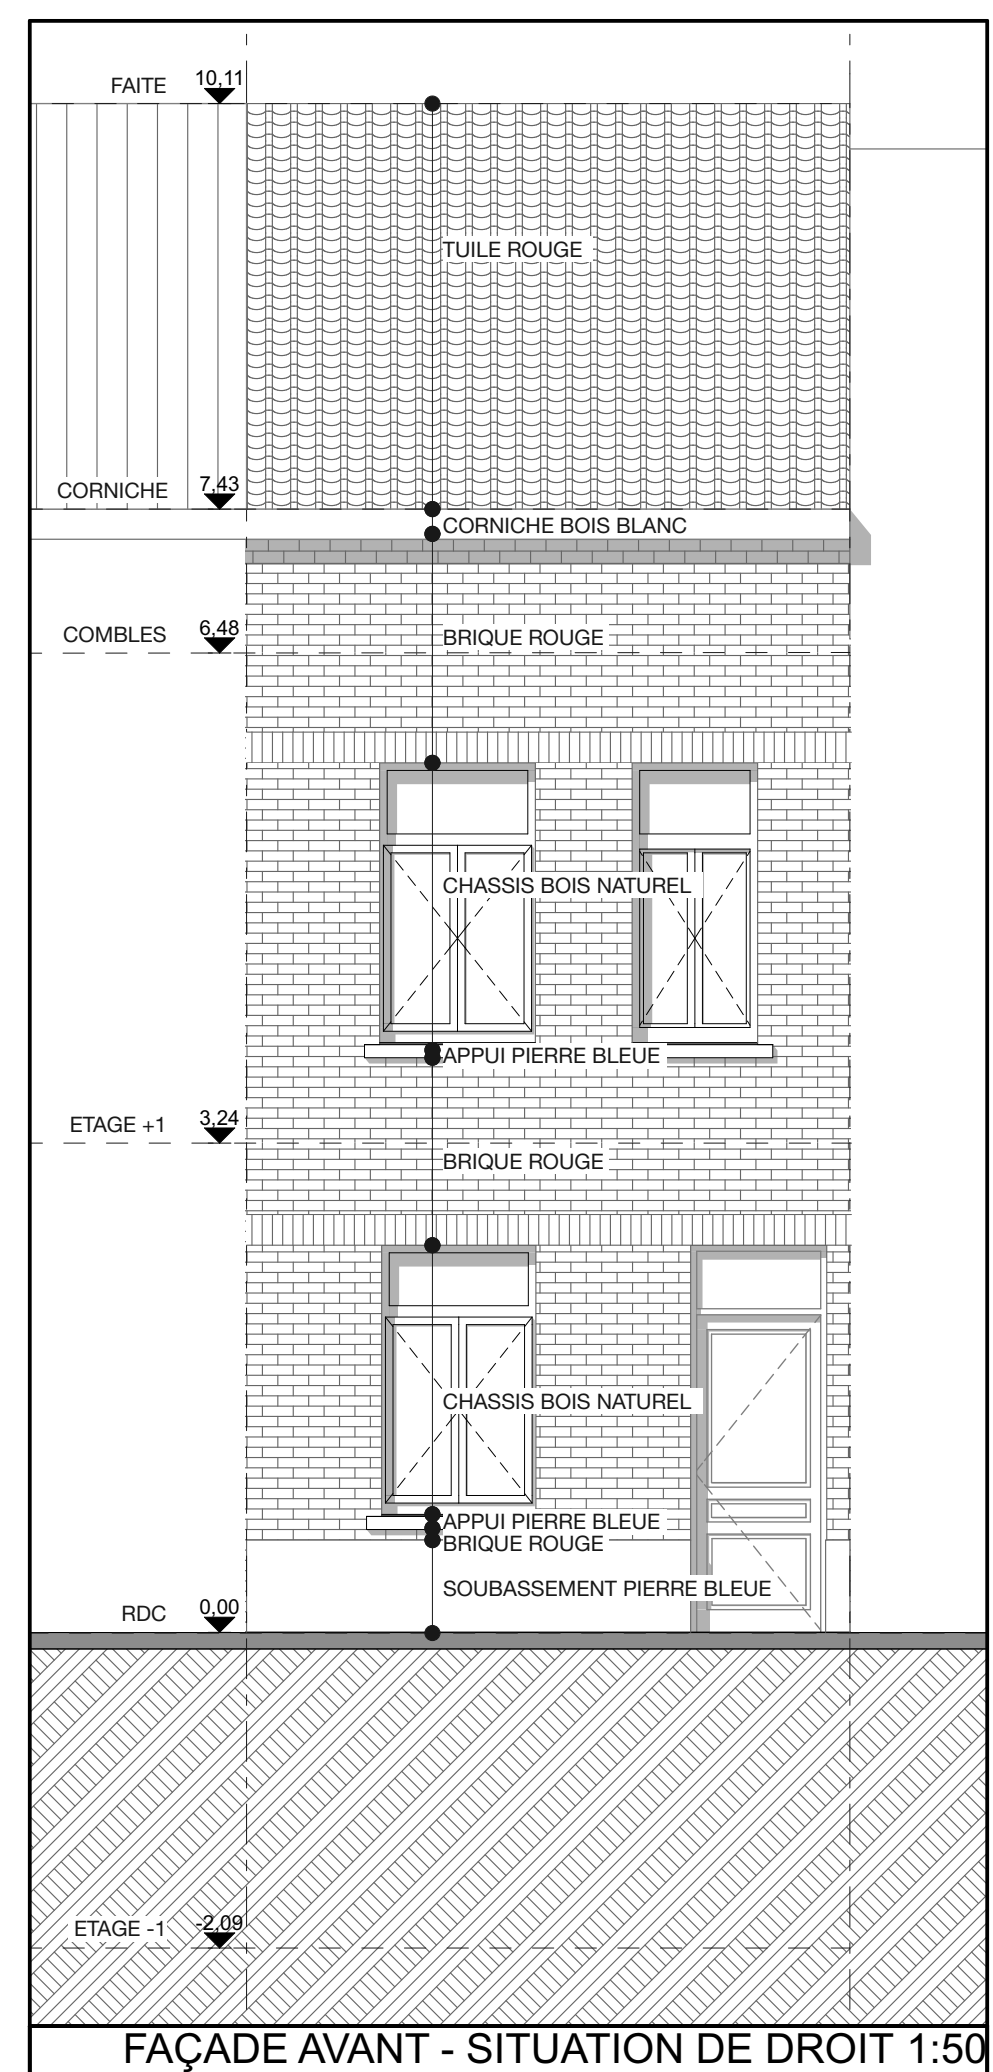 FAITE 10,11
TUILE ROUGE
CORNICHE 7,43
CORNICHE BOIS BLANC
COMBLES 6,48
BRIQUE ROUGE
CHASSIS BOIS NATUREL
APPUI PIERRE BLEUE
ETAGE +1 3,24
BRIQUE ROUGE
CHASSIS BOIS NATUREL
APPUI PIERRE BLEUE
BRIQUE ROUGE
SOUBASSEMENT PIERRE BLEUE
RDC 0,00
ETAGE -1 -2,09
FAÇADE AVANT - SITUATION DE DROIT 1:50